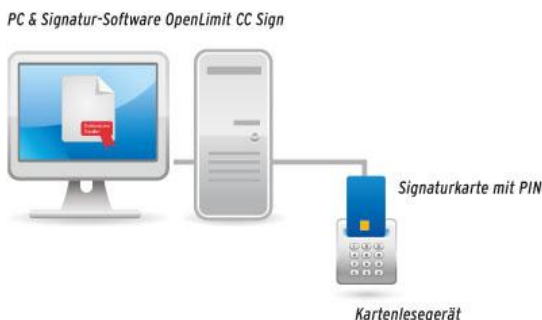 PC & Signatur-Software OpenLimit CC Sign
Signaturkarte mit PIN
Kartenlesegerät